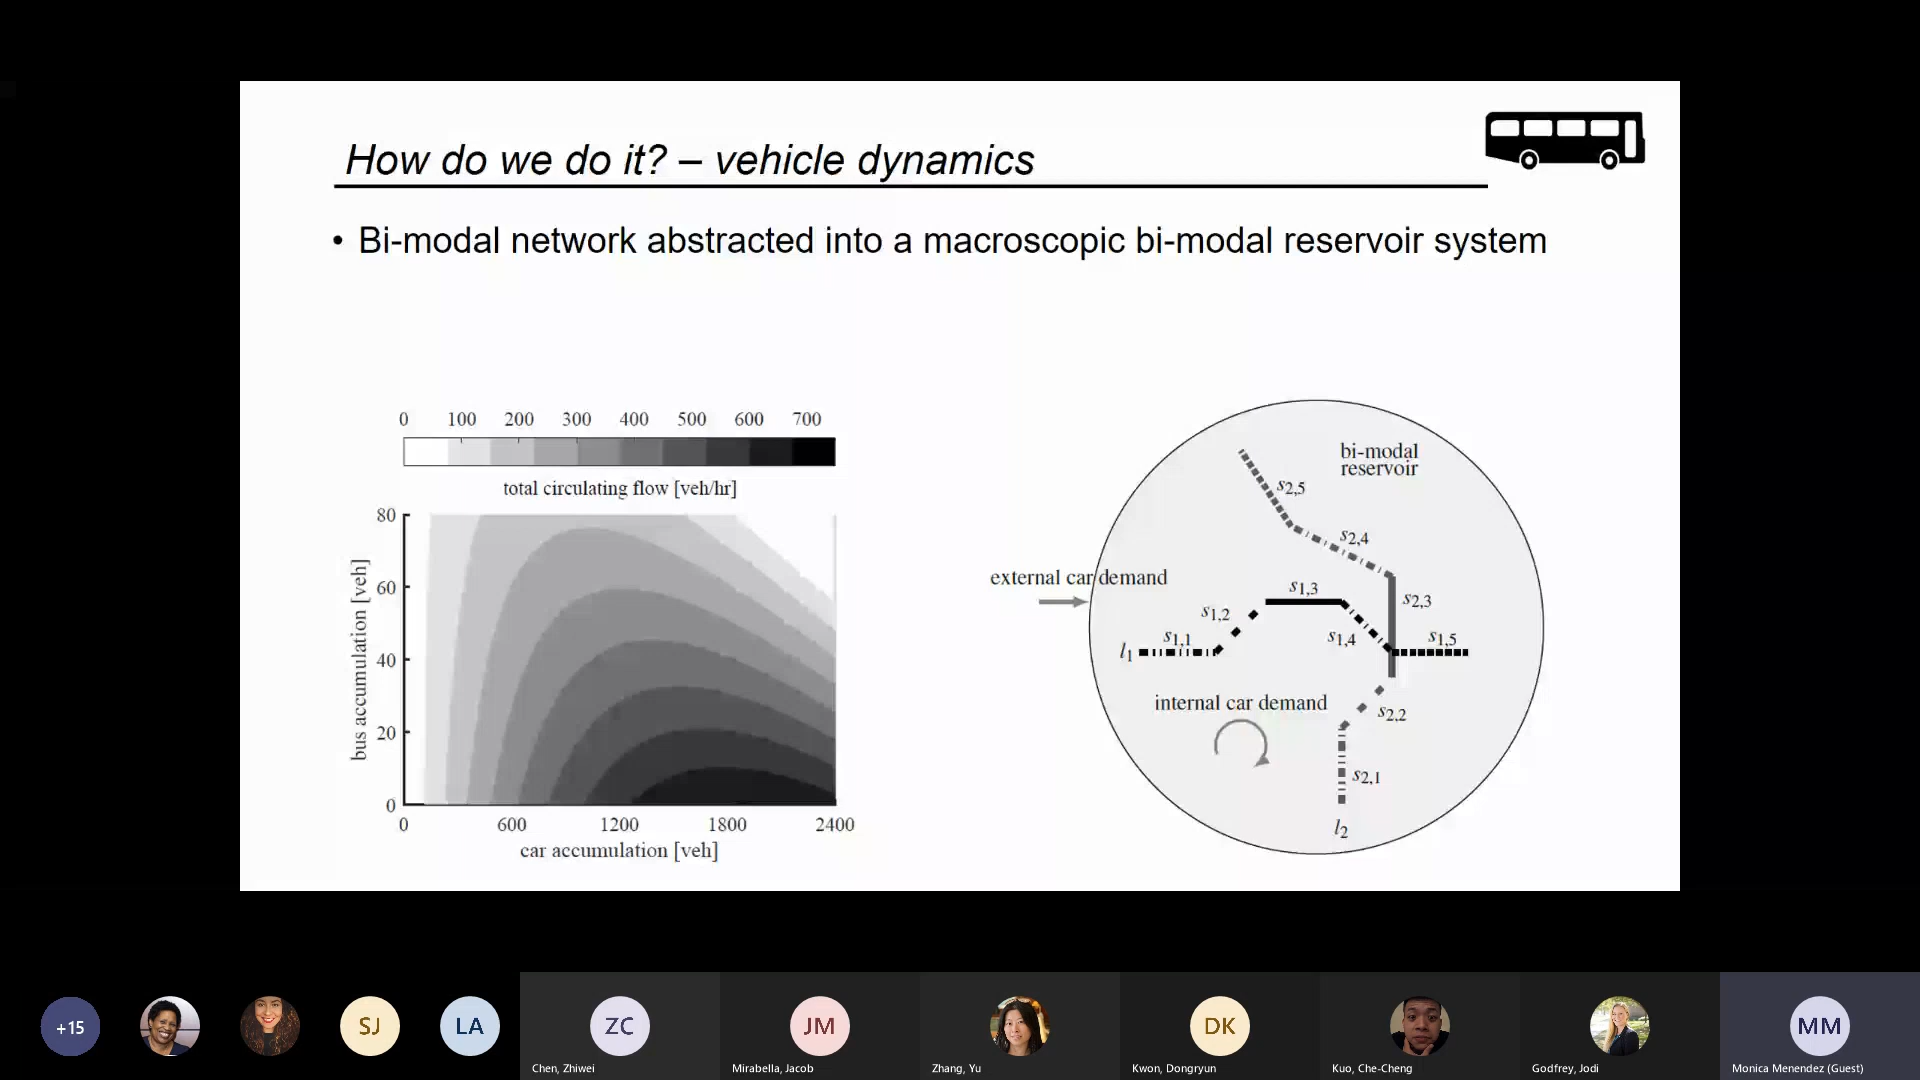 How do we do it? – vehicle dynamics
• Bi-modal network abstracted into a macroscopic bi-modal reservoir system
0 100 200 300 400 500 600 700
total circulating flow [veh/hr]
80
60
40
20
0
bus accumulation [veh]
0 600 1200 1800 2400
car accumulation [veh]
bi-modal
reservoir
s2,5
s2,4
external car demand
s1,3
s2,3
s1,2
s1,1
s1,4
s1,5
l1
internal car demand
s2,2
s2,1
l2
+15
SJ
LA
ZC
JM
DK
MM
Chen, Zhiwei
Mirabella, Jacob
Zhang, Yu
Kwon, Dongryun
Kuo, Che-Cheng
Godfrey, Jodi
Monica Menendez (Guest)